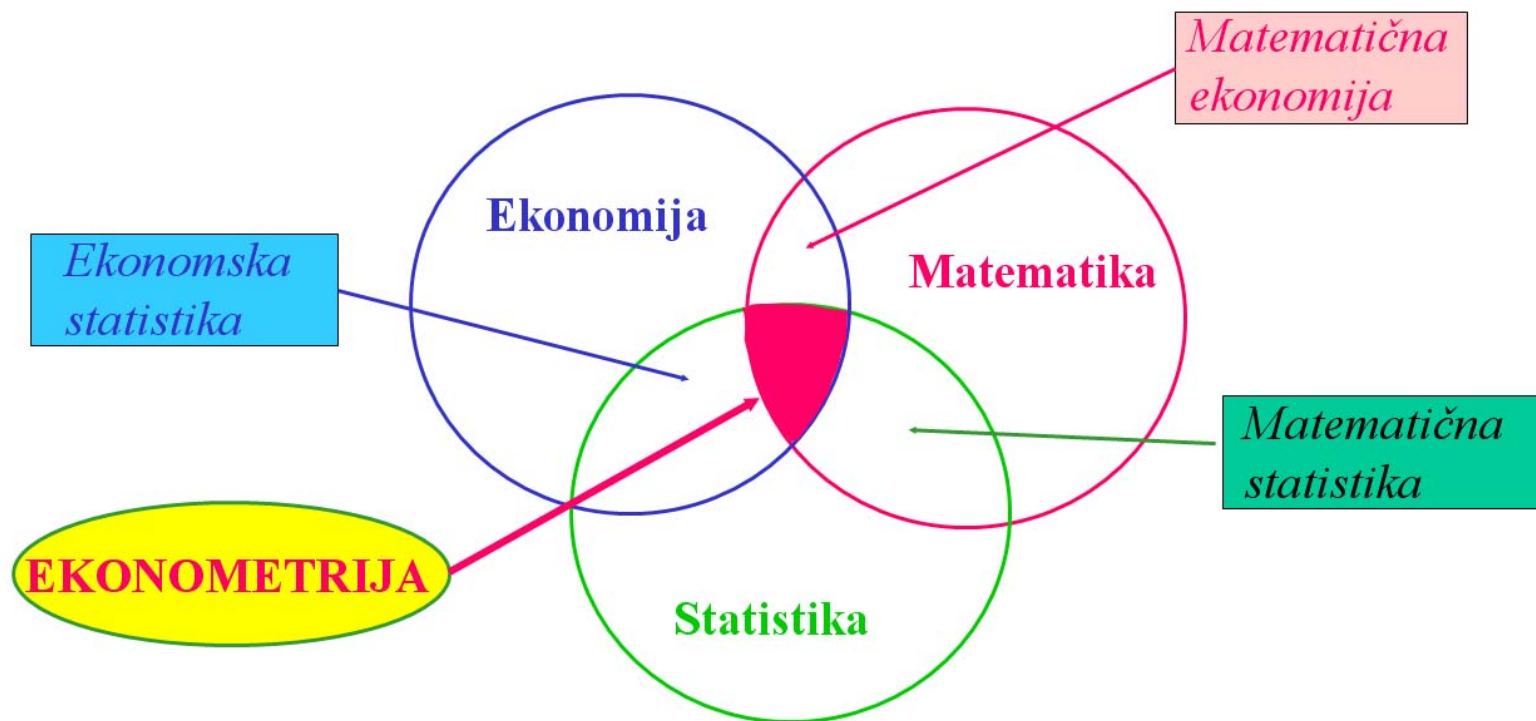 Matematična
ekonomija
Ekonomija
Ekonomska
statistika
Matematika
Matematična
statistika
EKONOMETRIJA
Statistika